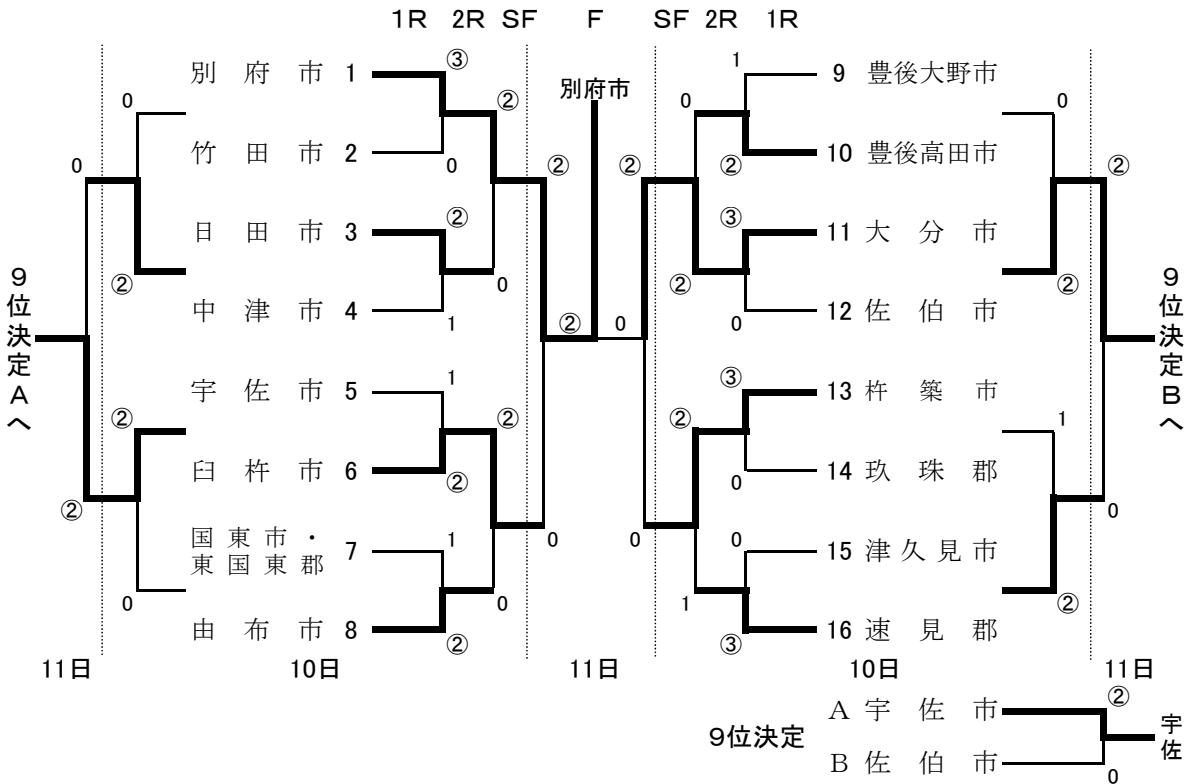 1R 2R SF F SF 2R 1R
別府市 1 ③ 1 9 豊後大野市
0 ② 別府市 0 0
竹田市 2 0 ② 10 豊後高田市
0 ② ② ②
日田市 3 ② ③ 11 大分市
② 0 ② ②
中津市 4 1 ② 0 0 12 佐伯市
9位決定Aへ
9位決定Bへ
宇佐市 5 1 ③ 13 杵築市
② ② ② 1
臼杵市 6 ② 0 14 玖珠郡
② 0 0 0
国東市・
東国東郡 7 1 0 15 津久見市
0 0 1 ②
由布市 8 ② ③ 16 速見郡
11日 10日 11日 10日 11日
9位決定
A 宇佐市 ②
B 佐伯市 0
宇佐